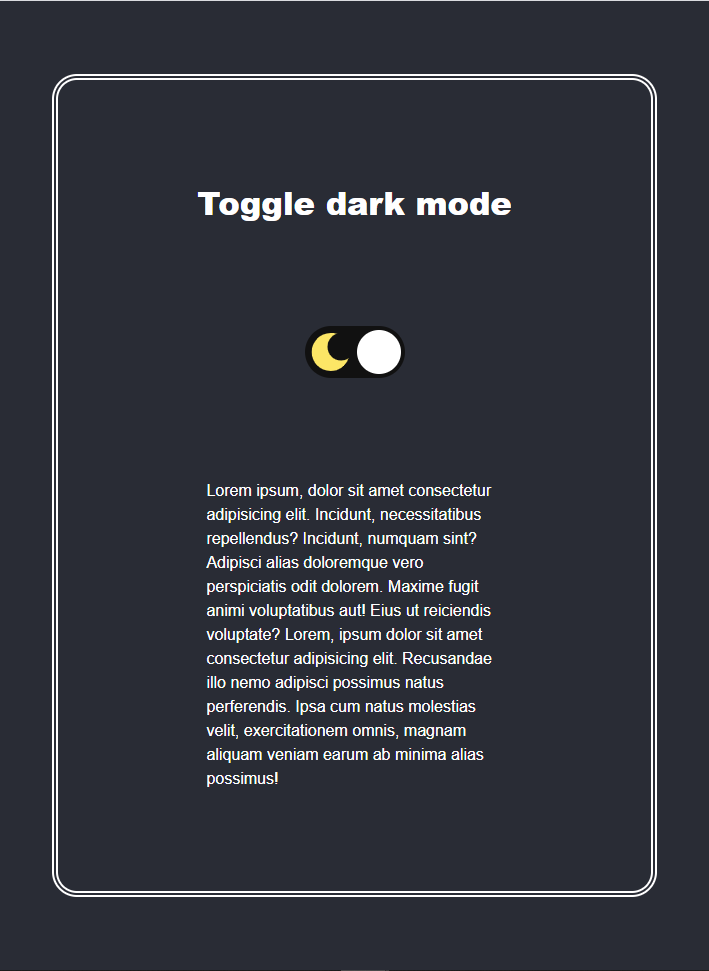 Toggle dark mode
Lorem ipsum, dolor sit amet consectetur
adipisicing elit. Incidunt, necessitatibus
repellendus? Incidunt, numquam sint?
Adipisci alias doloremque vero
perspiciatis odit dolorem. Maxime fugit
animi voluptatibus aut! Eius ut reiciendis
voluptate? Lorem, ipsum dolor sit amet
consectetur adipisicing elit. Recusandae
illo nemo adipisci possimus natus
perferendis. Ipsa cum natus molestias
velit, exercitationem omnis, magnam
aliquam veniam earum ab minima alias
possimus!